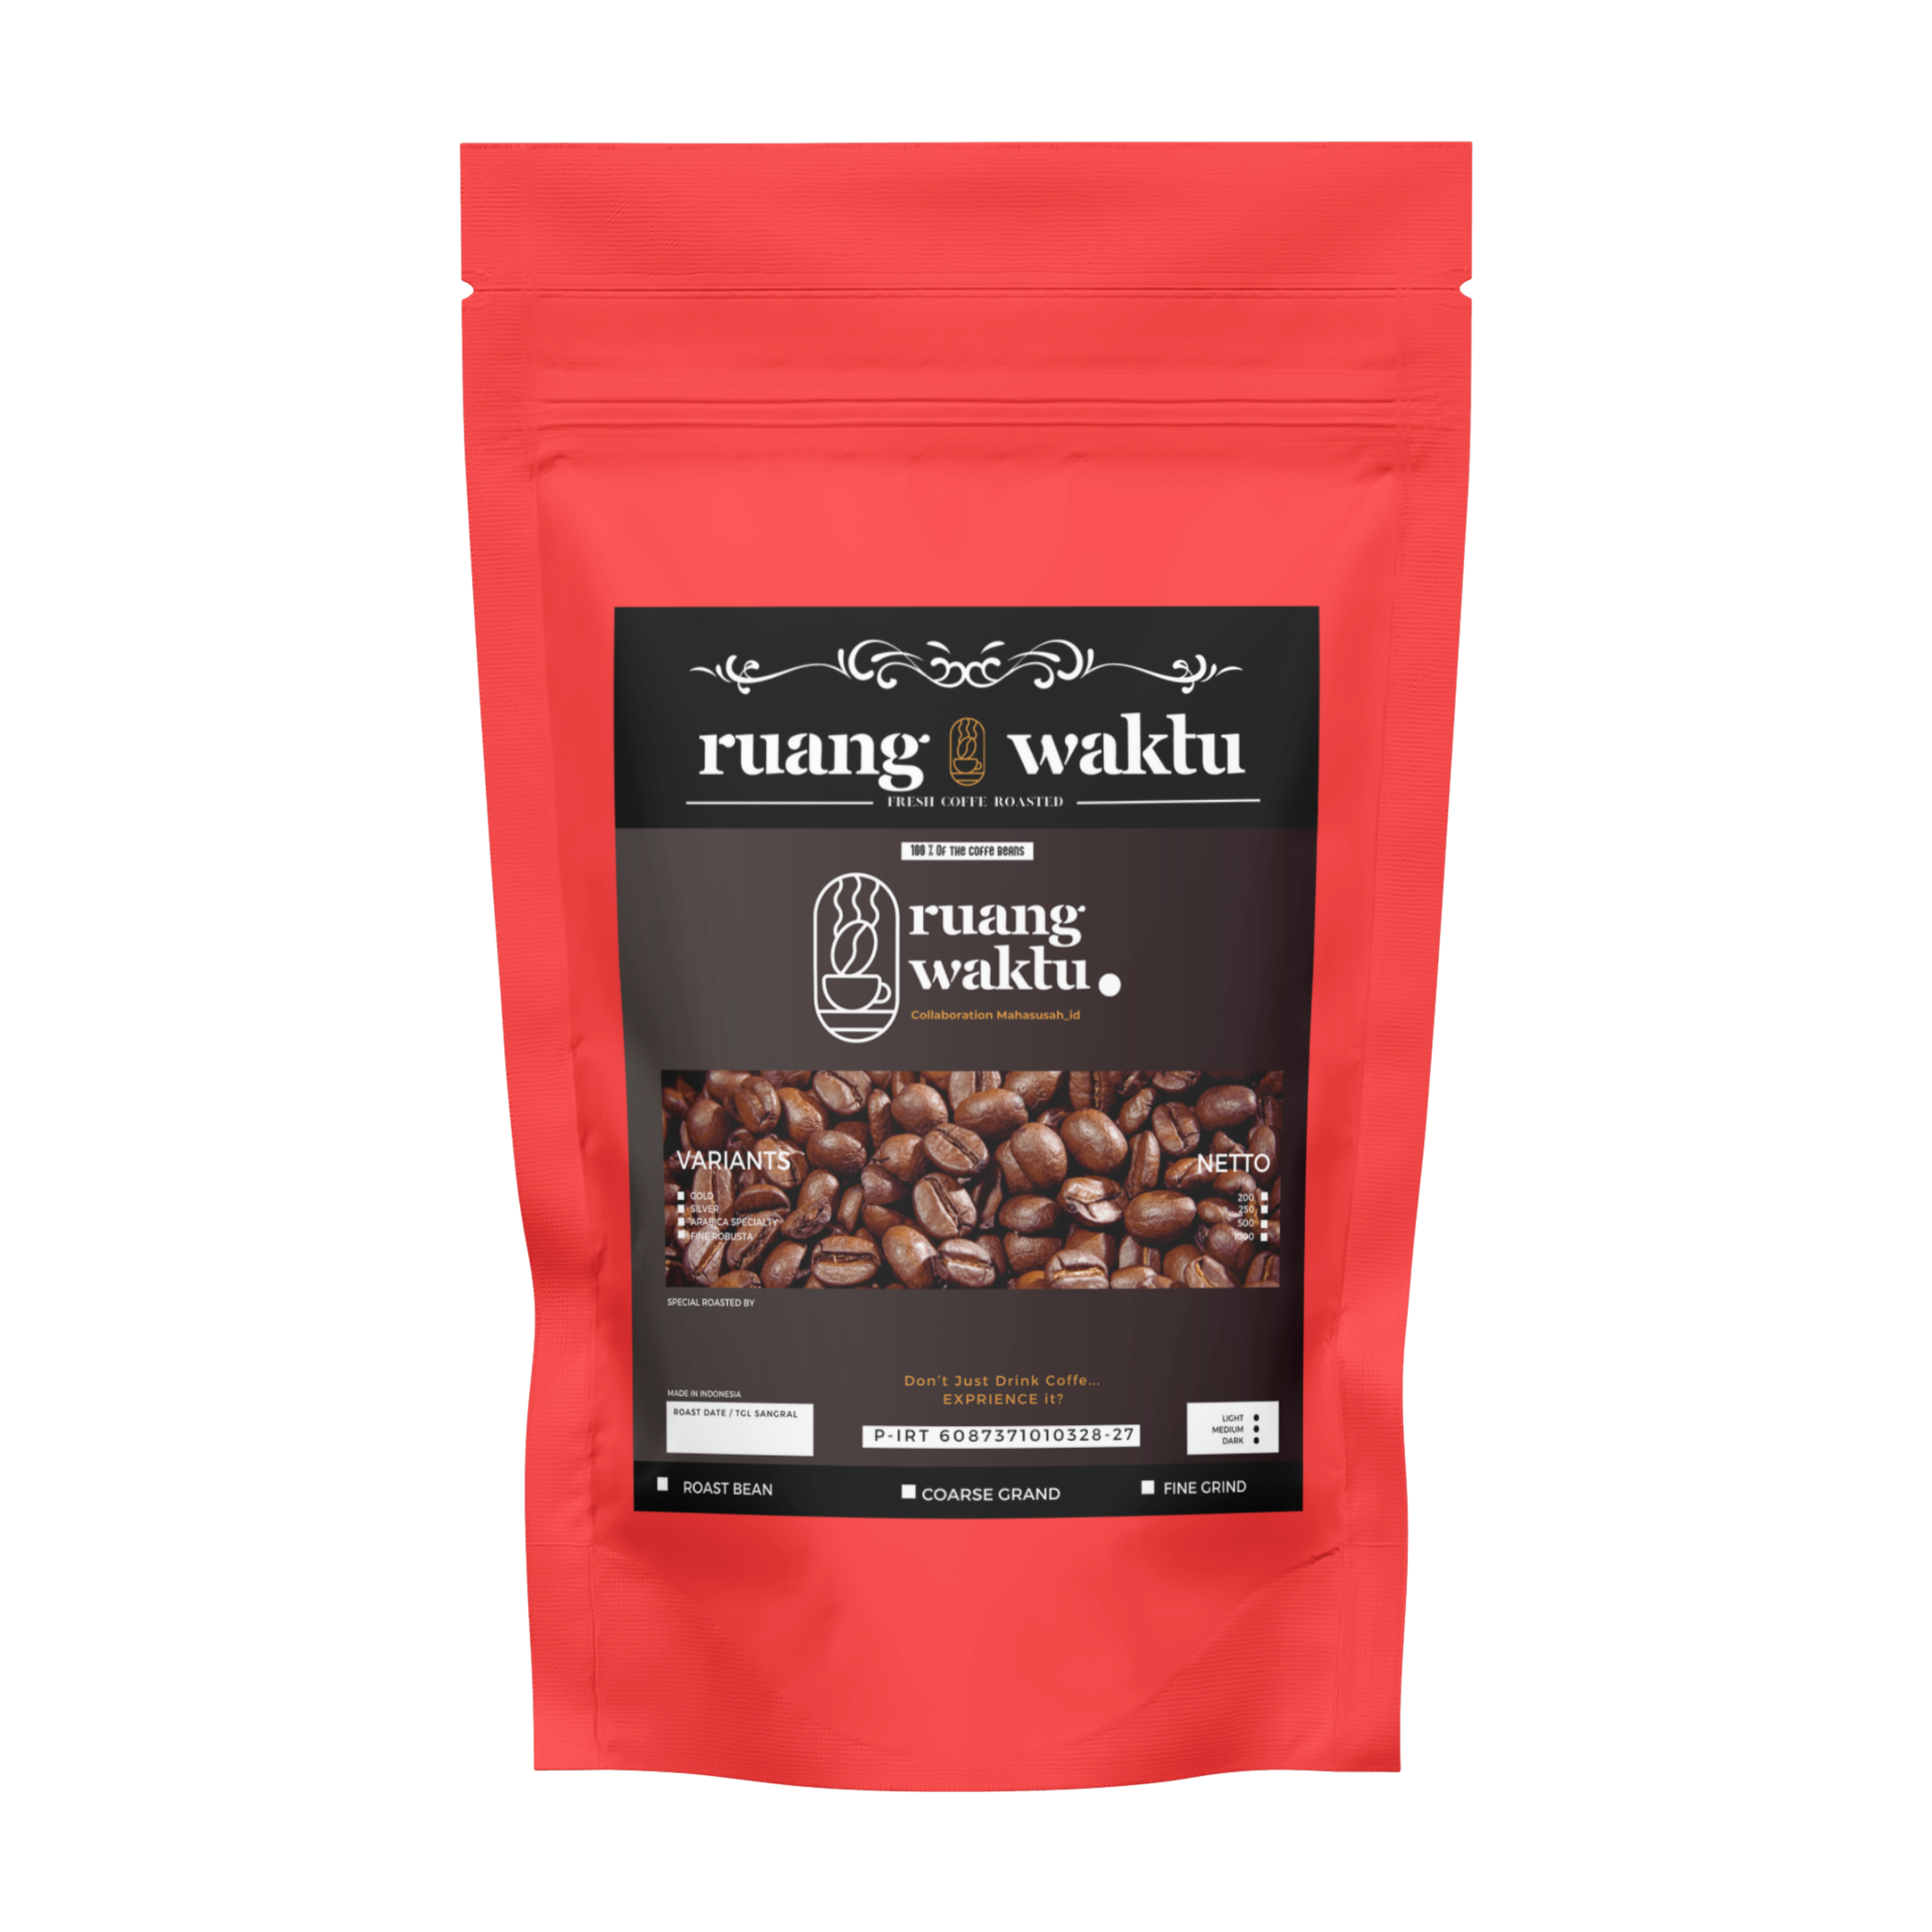 ruang waktu
FRESH COFFE ROASTED
100 % OF THE COFFE BEANS
ruang
waktu.
Collaboration Mahasusah_id
VARIANTS
GOLD
SILVER
ARABICA SPECIALTY
FINE ROBUSTA
NETTO
200
250
500
1000
SPECIAL ROASTED BY
Don't Just Drink Coffe...
EXPRIENCE it?
MADE IN INDONESIA
ROAST DATE / TGL SANGRAL
P-IRT 6087371010328-27
LIGHT
MEDIUM
DARK
ROAST BEAN
COARSE GRAND
FINE GRIND